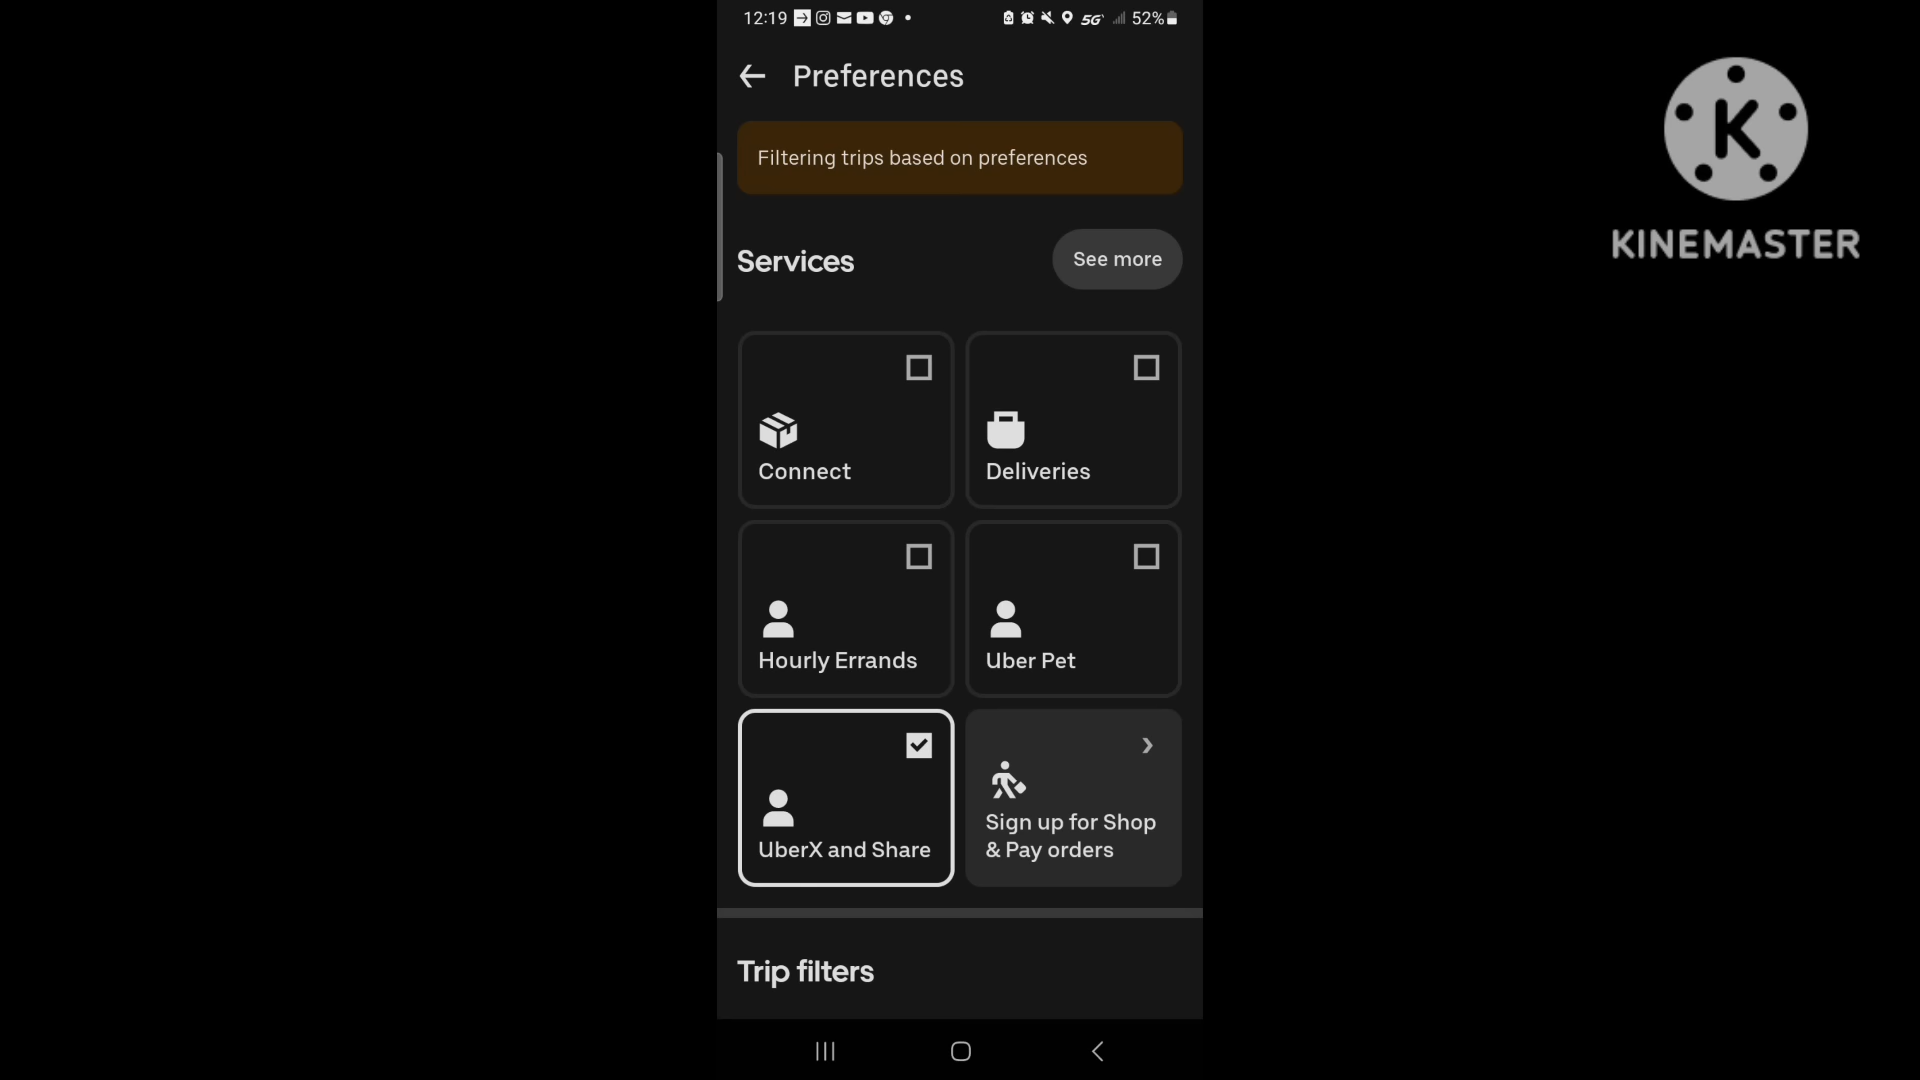 12:19
5G 52%
Preferences
Filtering trips based on preferences
Services
See more
Connect
Deliveries
Hourly Errands
Uber Pet
UberX and Share
Sign up for Shop
& Pay orders
Trip filters
K
KINEMASTER